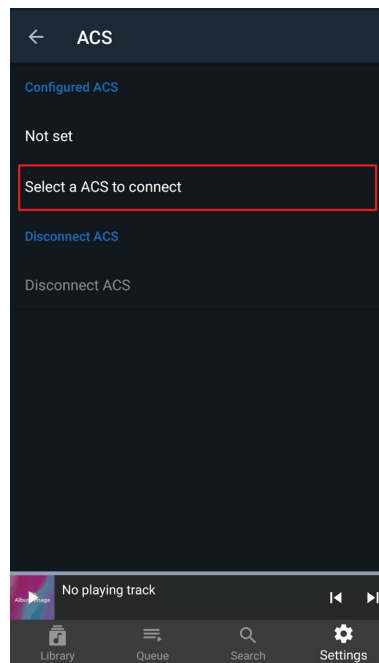 ACS
Configured ACS
Not set
Select a ACS to connect
Disconnect ACS
Disconnect ACS
No playing track
Library Queue Search Settings